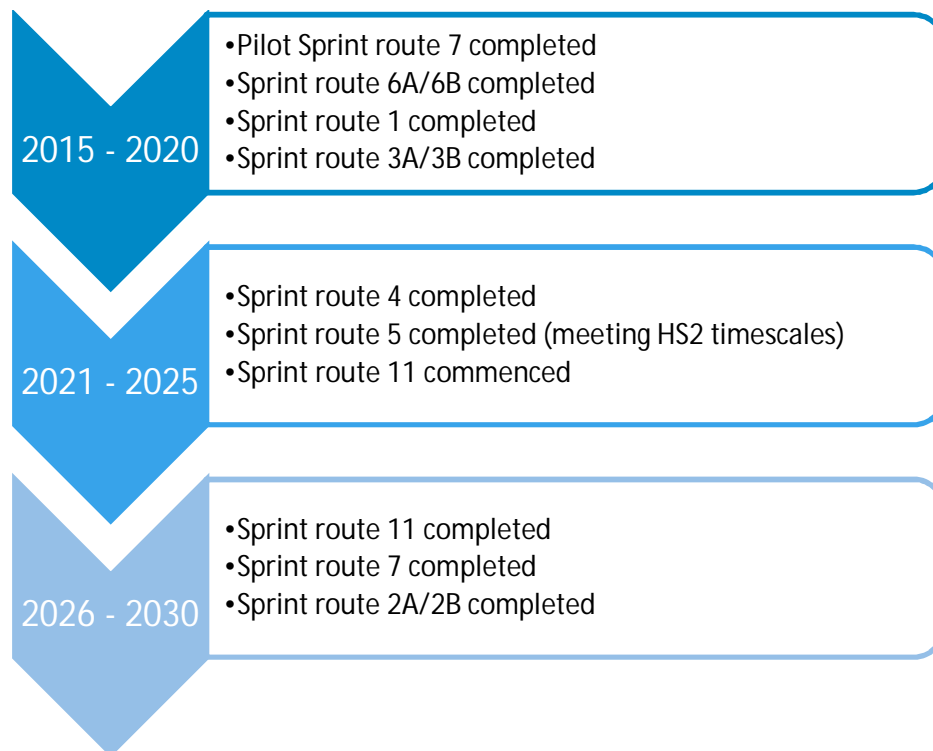 2015 - 2020
•Pilot Sprint route 7 completed
•Sprint route 6A/6B completed
•Sprint route 1 completed
•Sprint route 3A/3B completed
2021 - 2025
•Sprint route 4 completed
•Sprint route 5 completed (meeting HS2 timescales)
•Sprint route 11 commenced
2026 - 2030
•Sprint route 11 completed
•Sprint route 7 completed
•Sprint route 2A/2B completed